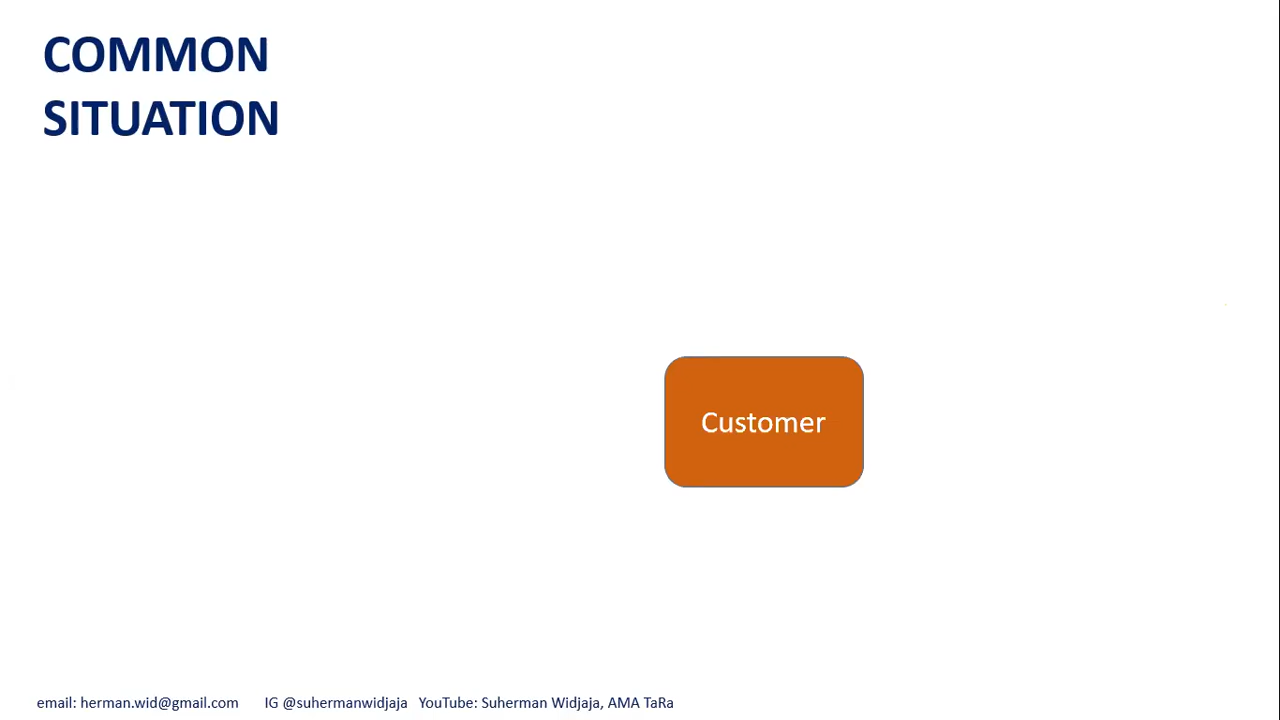 COMMON
SITUATION
Customer
email: herman.wid@gmail.com IG @suhermanwidjaja YouTube: Suherman Widjaja, AMA TaRa